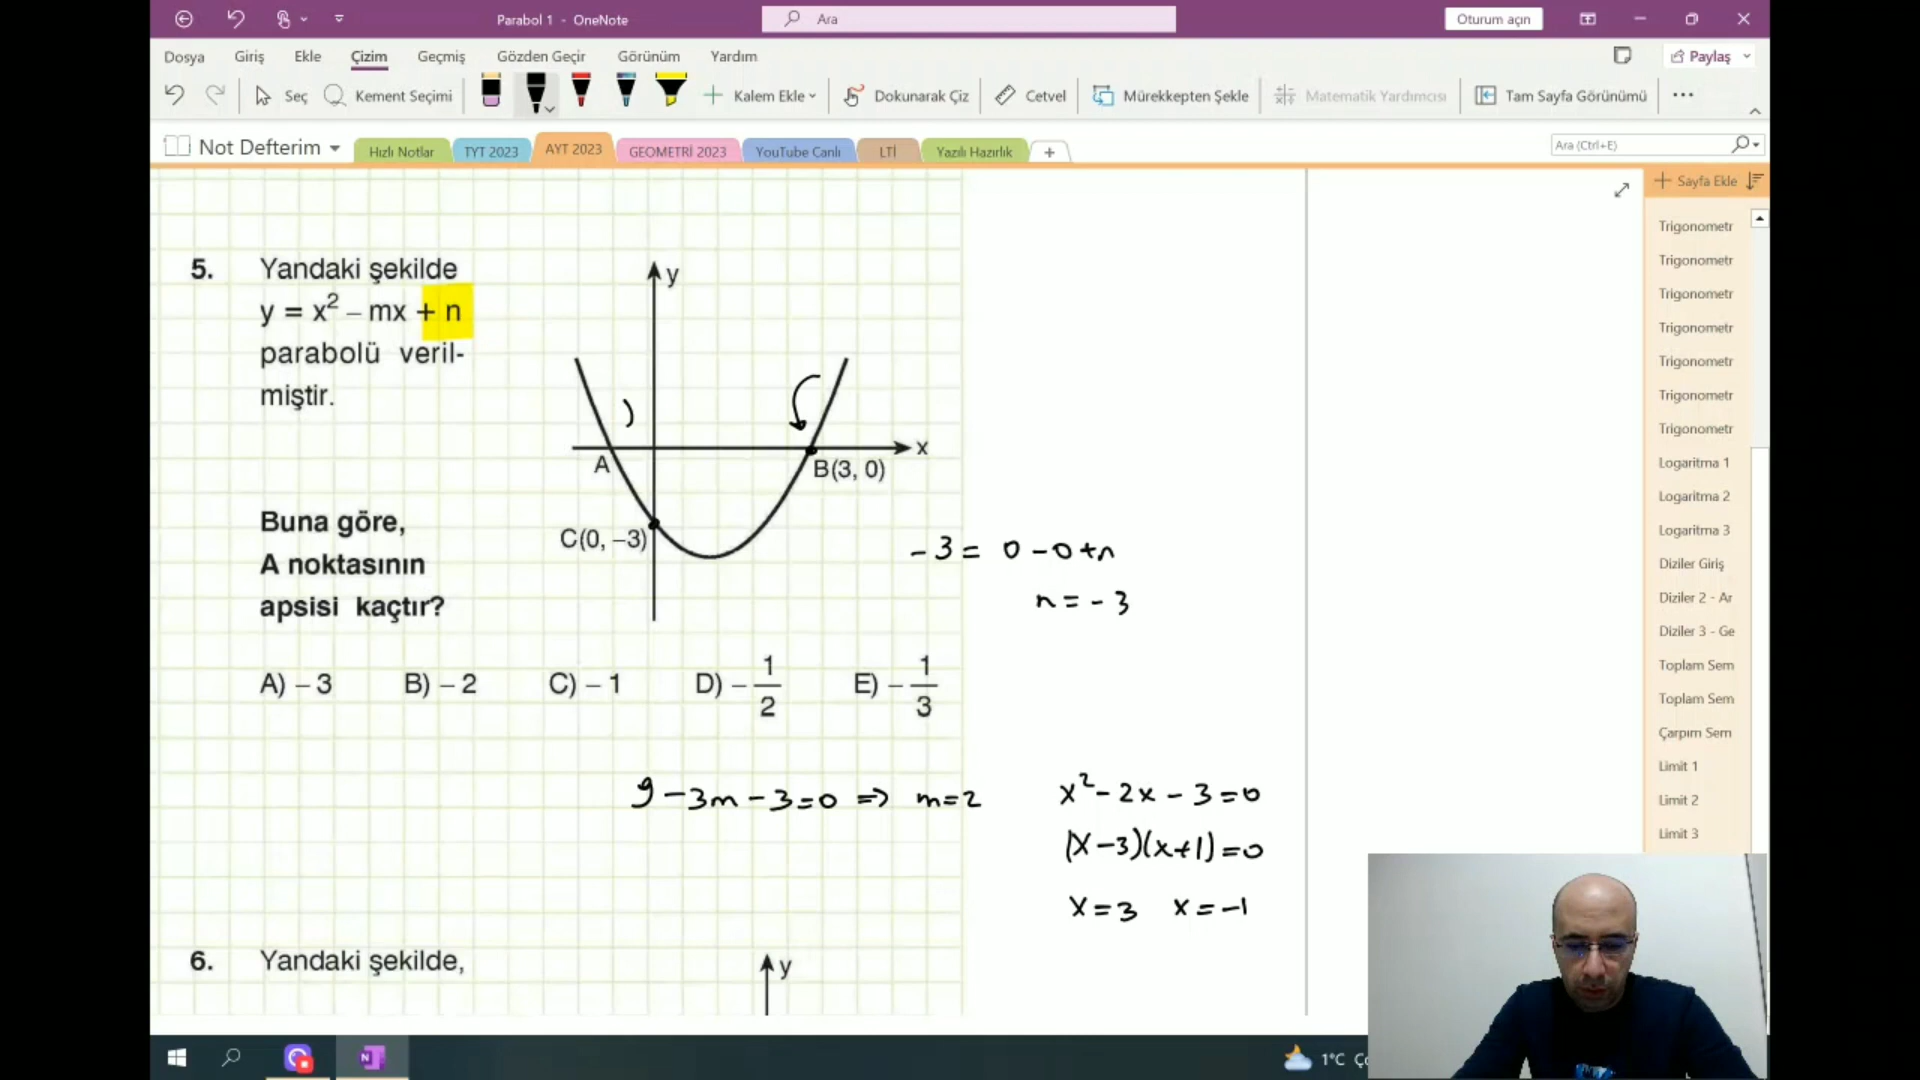 Parabol 1 - OneNote
Ara
Oturum açın
Dosya Giriş Ekle Çizim Geçmiş Gözden Geçir Görünüm Yardım
Paylaş
Seç Kement Seçimi Kalem Ekle Dokunarak Çiz Cetvel Mürekkepten Şekle Matematik Yardımcısı Tam Sayfa Görünümü ...
Not Defterim Hızlı Notlar TYT 2023 AYT 2023 GEOMETRİ 2023 YouTube Canlı LTİ Yazılı Hazırlık +
Ara (Ctrl+E)
Sayfa Ekle
Trigonometr
Trigonometr
Trigonometr
Trigonometr
Trigonometr
Trigonometr
Trigonometr
Logaritma 1
Logaritma 2
Logaritma 3
Diziler Giriş
Diziler 2 - Ar
Diziler 3 - Ge
Toplam Sem
Toplam Sem
Çarpım Sem
Limit 1
Limit 2
Limit 3
5. Yandaki şekilde
y = x² – mx + n
parabolü veril-
miştir.
y
x
A
B(3, 0)
C(0, –3)
Buna göre,
A noktasının
apsisi kaçtır?
-3 = 0 - 0 + n
n = -3
A) – 3 B) – 2 C) – 1 D) – 1/2 E) – 1/3
9 - 3m - 3 = 0 => m = 2
x² - 2x - 3 = 0
(x - 3)(x + 1) = 0
x = 3 x = -1
6. Yandaki şekilde,
y
1°C